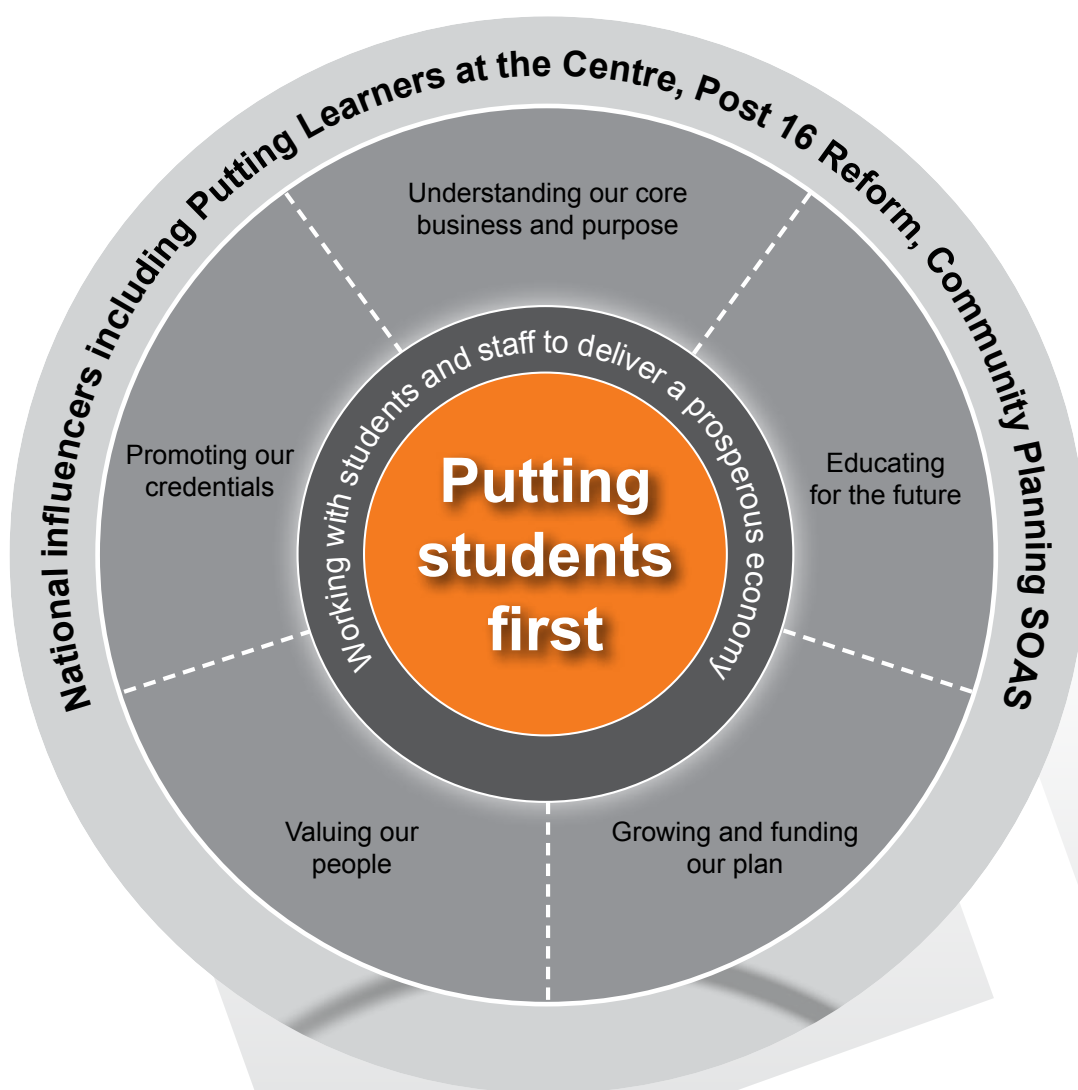 National influencers including Putting Learners at the Centre, Post 16 Reform, Community Planning SOAS
Understanding our core
business and purpose
Working with students and staff to deliver a prosperous economy
Promoting our
credentials
Putting
students
first
Educating
for the future
Valuing our
people
Growing and funding
our plan